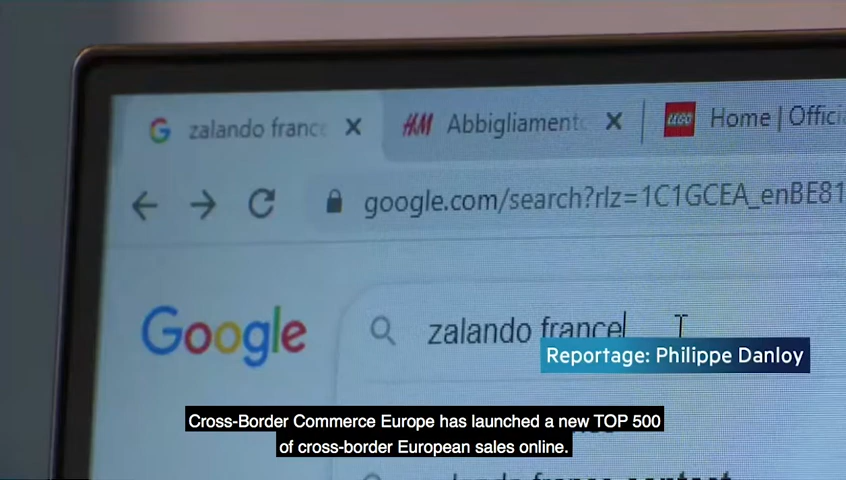 zalando france
H&M Abbigliament
LEGO Home | Offici
google.com/search?rlz=1C1GCEA_enBE81
Google
zalando france
Reportage: Philippe Danloy
Cross-Border Commerce Europe has launched a new TOP 500
of cross-border European sales online.